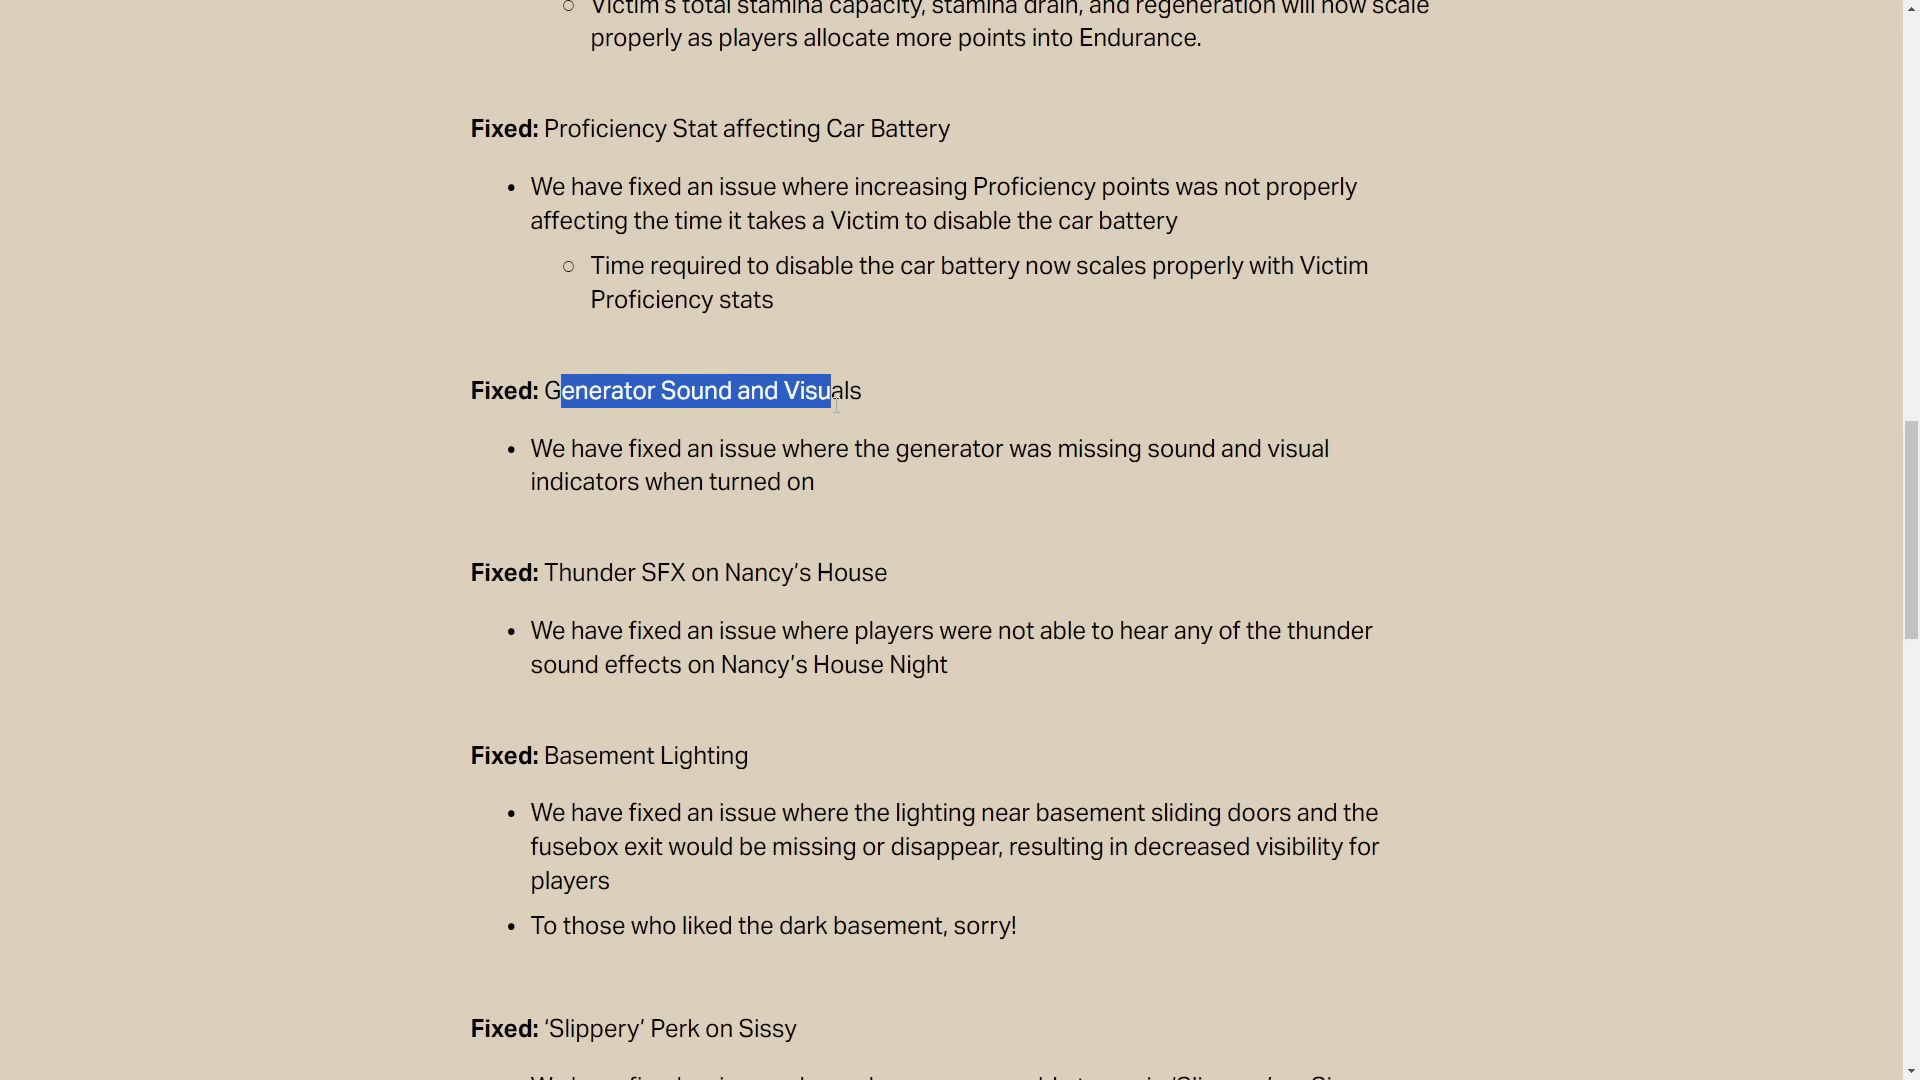 ○ Victim's total stamina capacity, stamina drain, and regeneration will now scale
properly as players allocate more points into Endurance.
Fixed: Proficiency Stat affecting Car Battery
• We have fixed an issue where increasing Proficiency points was not properly
affecting the time it takes a Victim to disable the car battery
○ Time required to disable the car battery now scales properly with Victim
Proficiency stats
Fixed: Generator Sound and Visuals
• We have fixed an issue where the generator was missing sound and visual
indicators when turned on
Fixed: Thunder SFX on Nancy’s House
• We have fixed an issue where players were not able to hear any of the thunder
sound effects on Nancy’s House Night
Fixed: Basement Lighting
• We have fixed an issue where the lighting near basement sliding doors and the
fusebox exit would be missing or disappear, resulting in decreased visibility for
players
• To those who liked the dark basement, sorry!
Fixed: ‘Slippery’ Perk on Sissy